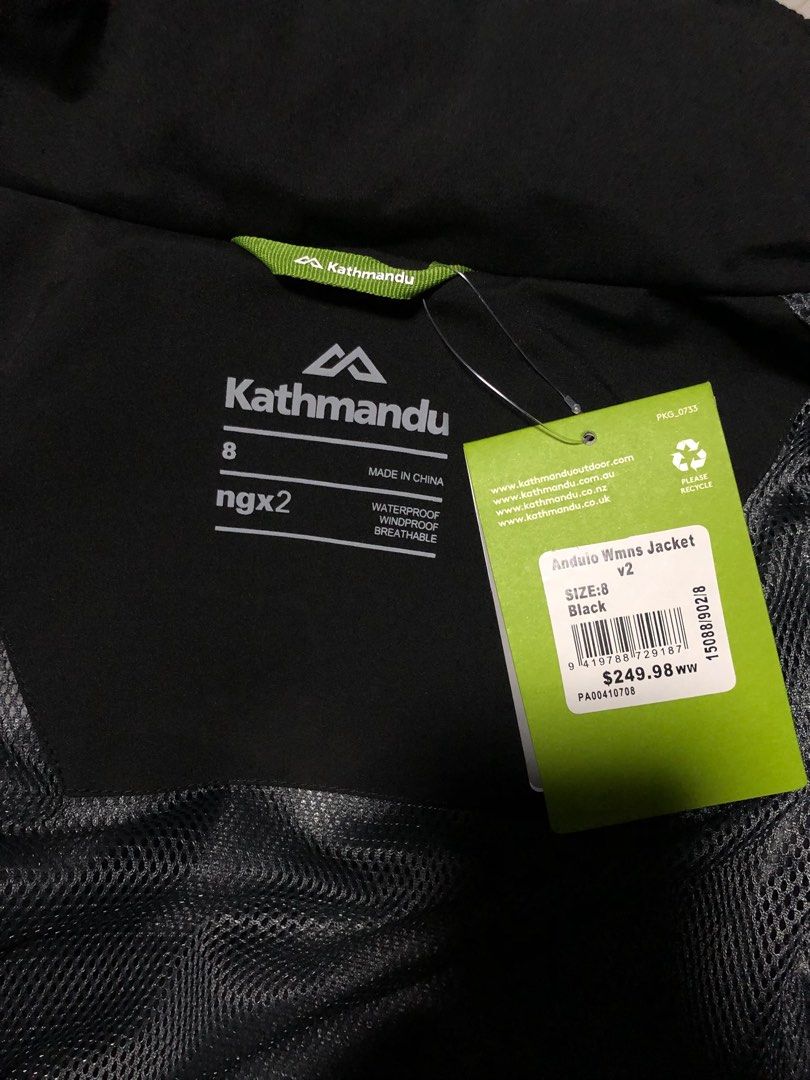 Kathmandu
Kathmandu
8
MADE IN CHINA
ngx2
WATERPROOF
WINDPROOF
BREATHABLE
PKG_0733
PLEASE
RECYCLE
www.kathmanduoutdoor.com
www.kathmandu.com.au
www.kathmandu.co.nz
www.kathmandu.co.uk
Anduio Wmns Jacket
v2
SIZE:8
Black
9 419788 729187
15088/902/8
$249.98 WW
PA00410708